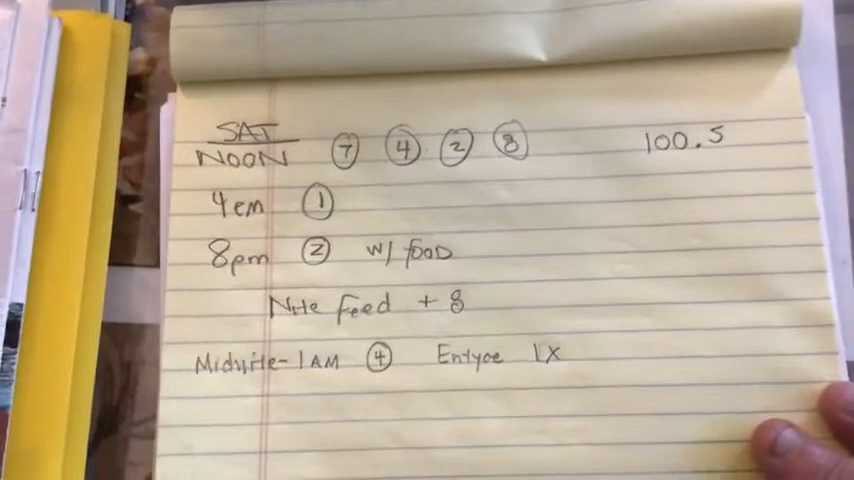 SAT
NOON 7 4 2 8 100.5
4pm 1
8pm 2 w/ food
Nite feed + 8
Midnite-1AM 4 Entyce 1X